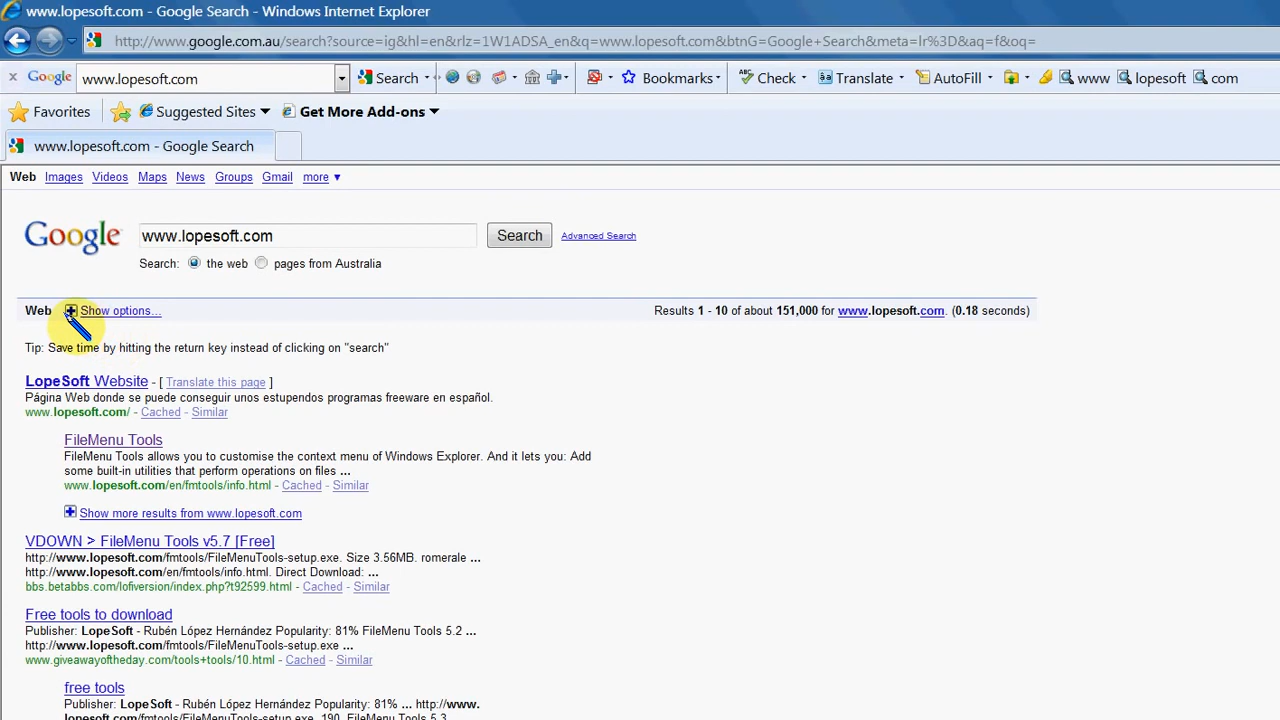 www.lopesoft.com - Google Search - Windows Internet Explorer
http://www.google.com.au/search?source=ig&hl=en&rlz=1W1ADSA_en&q=www.lopesoft.com&btnG=Google+Search&meta=lr%3D&aq=f&oq=
Google www.lopesoft.com Search Bookmarks Check Translate AutoFill www lopesoft com
Favorites Suggested Sites Get More Add-ons
www.lopesoft.com - Google Search
Web Images Videos Maps News Groups Gmail more ▼
Google www.lopesoft.com Search Advanced Search
Search: the web pages from Australia
Web Show options... Results 1 - 10 of about 151,000 for www.lopesoft.com. (0.18 seconds)
Tip: Save time by hitting the return key instead of clicking on "search"
LopeSoft Website - [ Translate this page ]
Página Web donde se puede conseguir unos estupendos programas freeware en español.
www.lopesoft.com/ - Cached - Similar
FileMenu Tools
FileMenu Tools allows you to customise the context menu of Windows Explorer. And it lets you: Add
some built-in utilities that perform operations on files ...
www.lopesoft.com/en/fmtools/info.html - Cached - Similar
Show more results from www.lopesoft.com
VDOWN > FileMenu Tools v5.7 [Free]
http://www.lopesoft.com/fmtools/FileMenuTools-setup.exe. Size 3.56MB. romerale ...
http://www.lopesoft.com/en/fmtools/info.html. Direct Download: ...
bbs.betabbs.com/lofiversion/index.php?t92599.html - Cached - Similar
Free tools to download
Publisher: LopeSoft - Rubén López Hernández Popularity: 81% FileMenu Tools 5.2 ...
http://www.lopesoft.com/fmtools/FileMenuTools-setup.exe ...
www.giveawayoftheday.com/tools+tools/10.html - Cached - Similar
free tools
Publisher: LopeSoft - Rubén López Hernández Popularity: 81% ... http://www.
lopesoft.com/fmtools/FileMenuTools-setup.exe. 190. FileMenu Tools 5.3